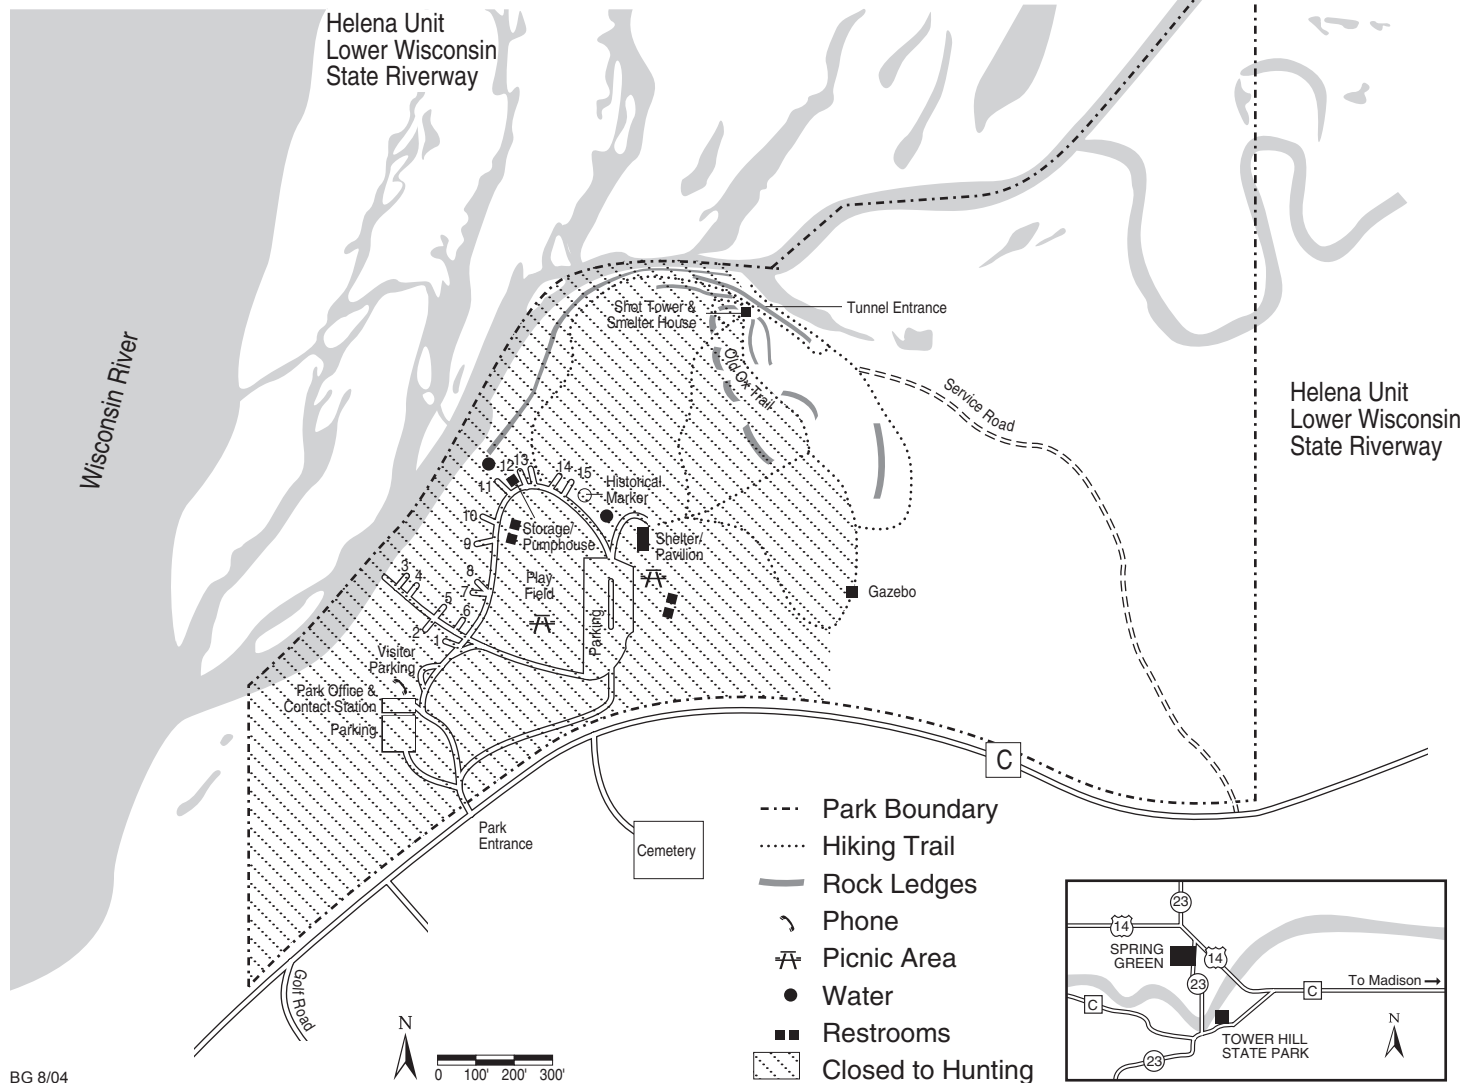 Helena Unit
Lower Wisconsin
State Riverway
Wisconsin River
Shot Tower &
Smelter House
Tunnel Entrance
Old Ox Trail
Service Road
Helena Unit
Lower Wisconsin
State Riverway
12
13
14
15
11
Historical
Marker
10
Storage/
Pumphouse
9
Shelter/
Pavilion
3
4
8
7
Play
Field
5
6
Gazebo
2
1
Parking
Visitor
Parking
Park Office &
Contact Station
Parking
C
Park
Entrance
Cemetery
Golf Road
Park Boundary
Hiking Trail
Rock Ledges
Phone
Picnic Area
Water
Restrooms
Closed to Hunting
N
0 100' 200' 300'
BG 8/04
23
14
SPRING
GREEN
14
23
To Madison
C
C
TOWER HILL
STATE PARK
23
N